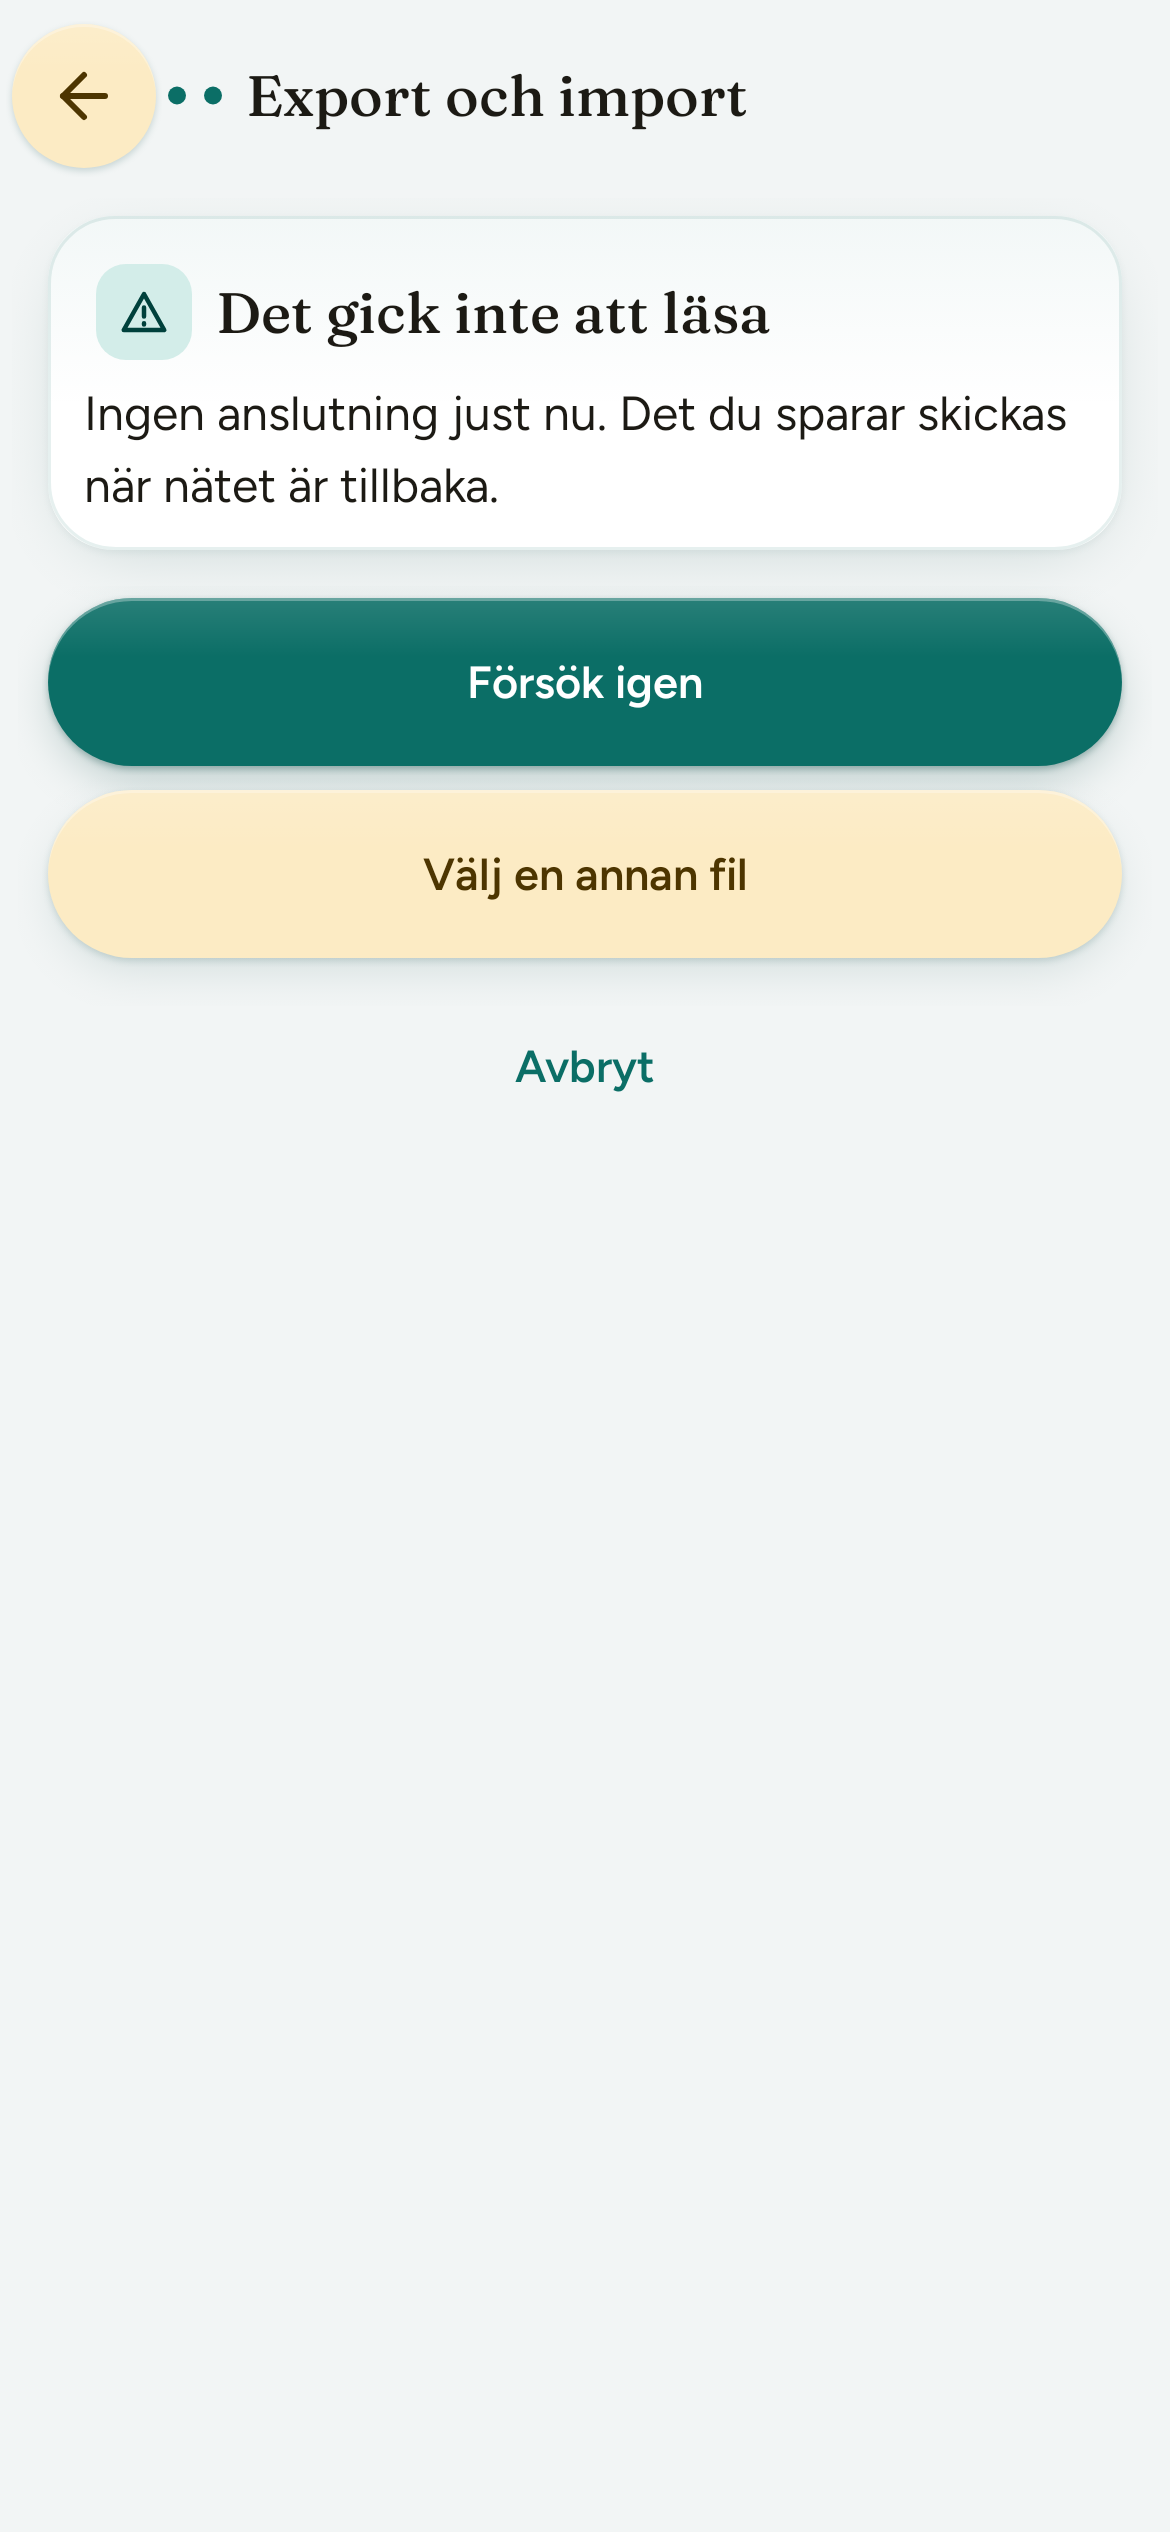 Export och import
Det gick inte att läsa
Ingen anslutning just nu. Det du sparar skickas
när nätet är tillbaka.
Försök igen
Välj en annan fil
Avbryt